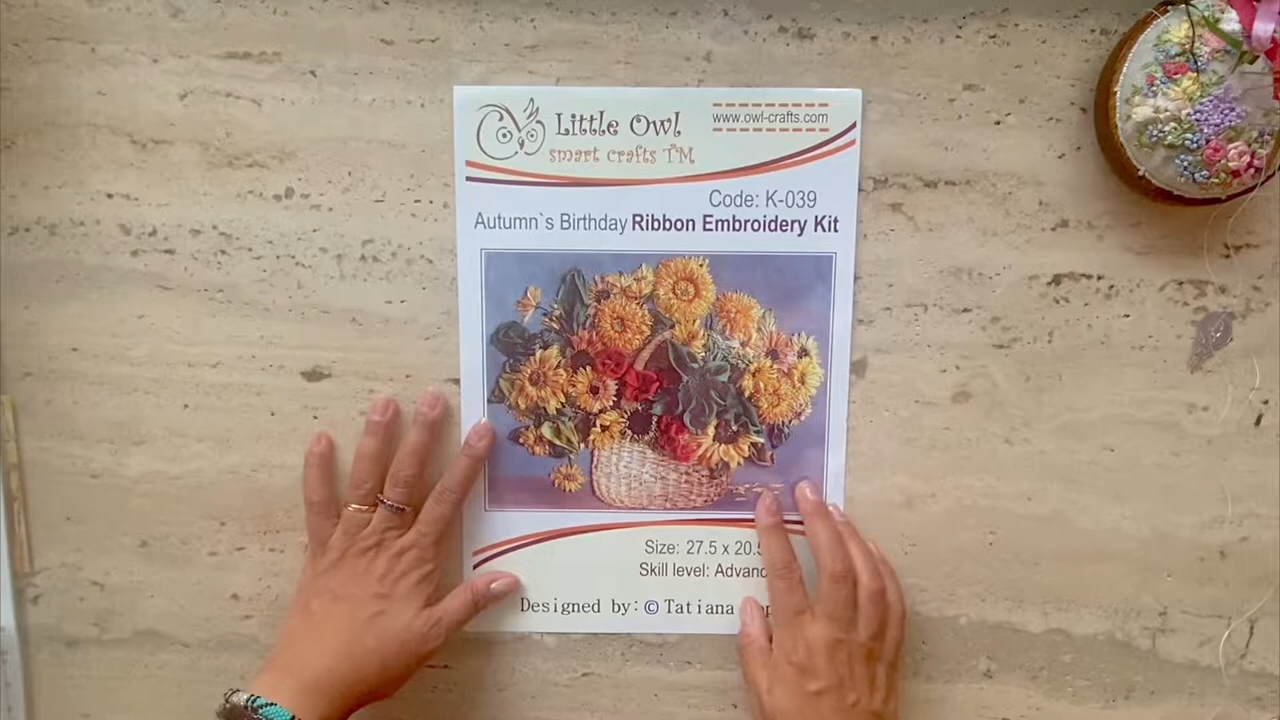 Little Owl
smart crafts TM
www.owl-crafts.com
Code: K-039
Autumn`s Birthday Ribbon Embroidery Kit
Size: 27.5 x 20.5
Skill level:
Designed by: © Tatiana